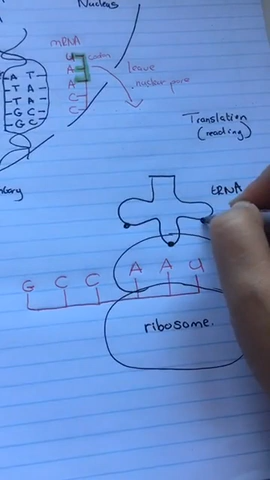 Nucleus
mRNA
U codon
A
A
C
C
A T
T A
T A
G C
G C
leave
nuclear pore
Translation
(reading)
tRNA
G C C A A U
ribosome.